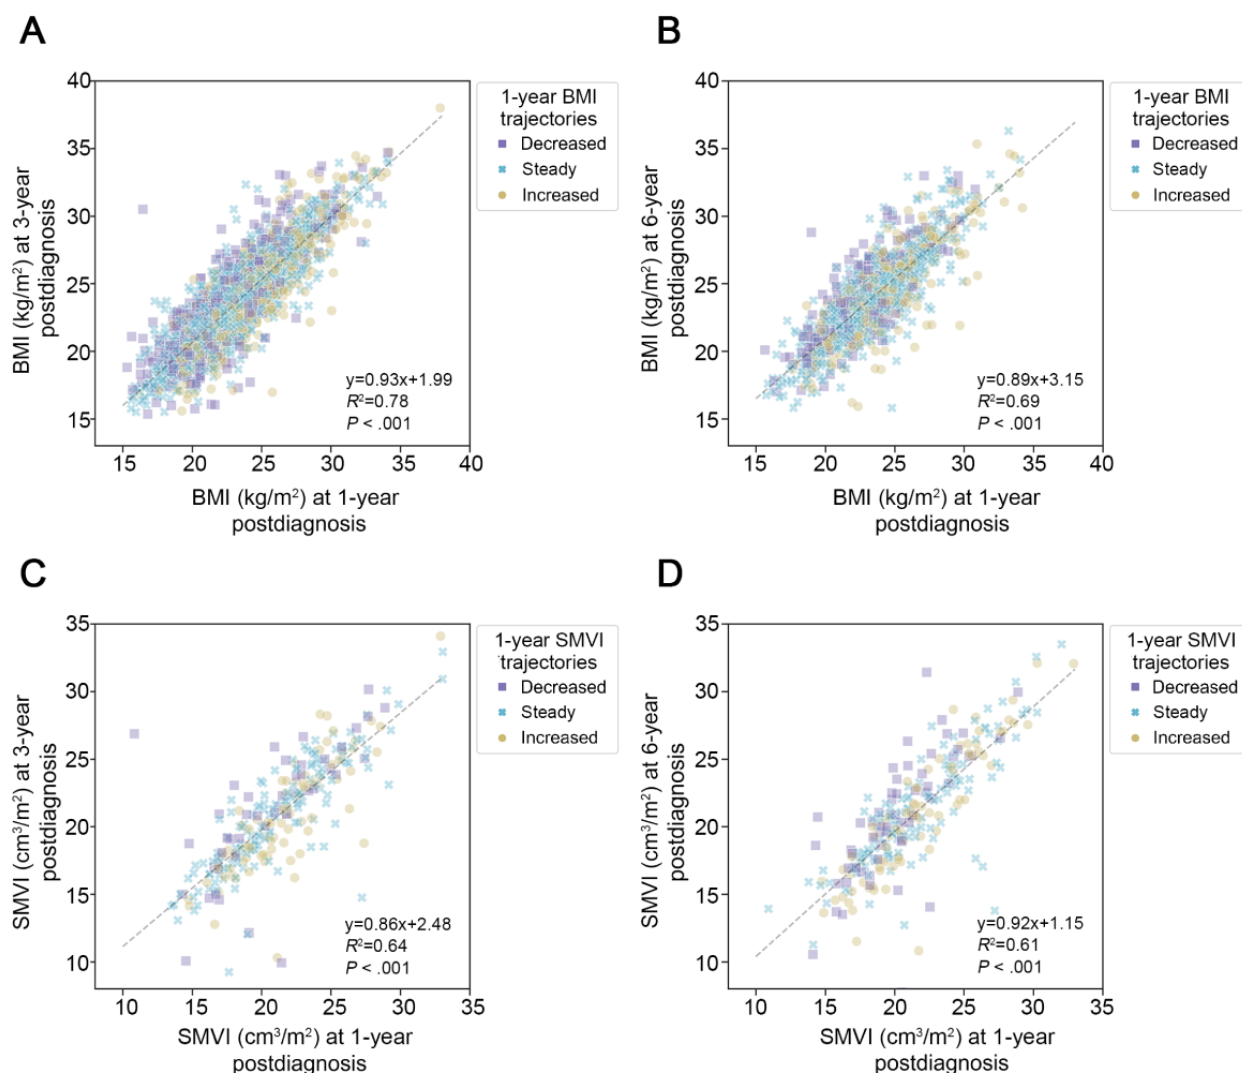 A
BMI (kg/m²) at 3-year
postdiagnosis
40
35
30
25
20
15
15 20 25 30 35 40
BMI (kg/m²) at 1-year
postdiagnosis
y=0.93x+1.99
R²=0.78
P < .001
1-year BMI
trajectories
Decreased
Steady
Increased
B
BMI (kg/m²) at 6-year
postdiagnosis
40
35
30
25
20
15
15 20 25 30 35 40
BMI (kg/m²) at 1-year
postdiagnosis
y=0.89x+3.15
R²=0.69
P < .001
1-year BMI
trajectories
Decreased
Steady
Increased
C
SMVI (cm³/m²) at 3-year
postdiagnosis
35
30
25
20
15
10
10 15 20 25 30 35
SMVI (cm³/m²) at 1-year
postdiagnosis
y=0.86x+2.48
R²=0.64
P < .001
1-year SMVI
trajectories
Decreased
Steady
Increased
D
SMVI (cm³/m²) at 6-year
postdiagnosis
35
30
25
20
15
10
10 15 20 25 30 35
SMVI (cm³/m²) at 1-year
postdiagnosis
y=0.92x+1.15
R²=0.61
P < .001
1-year SMVI
trajectories
Decreased
Steady
Increased